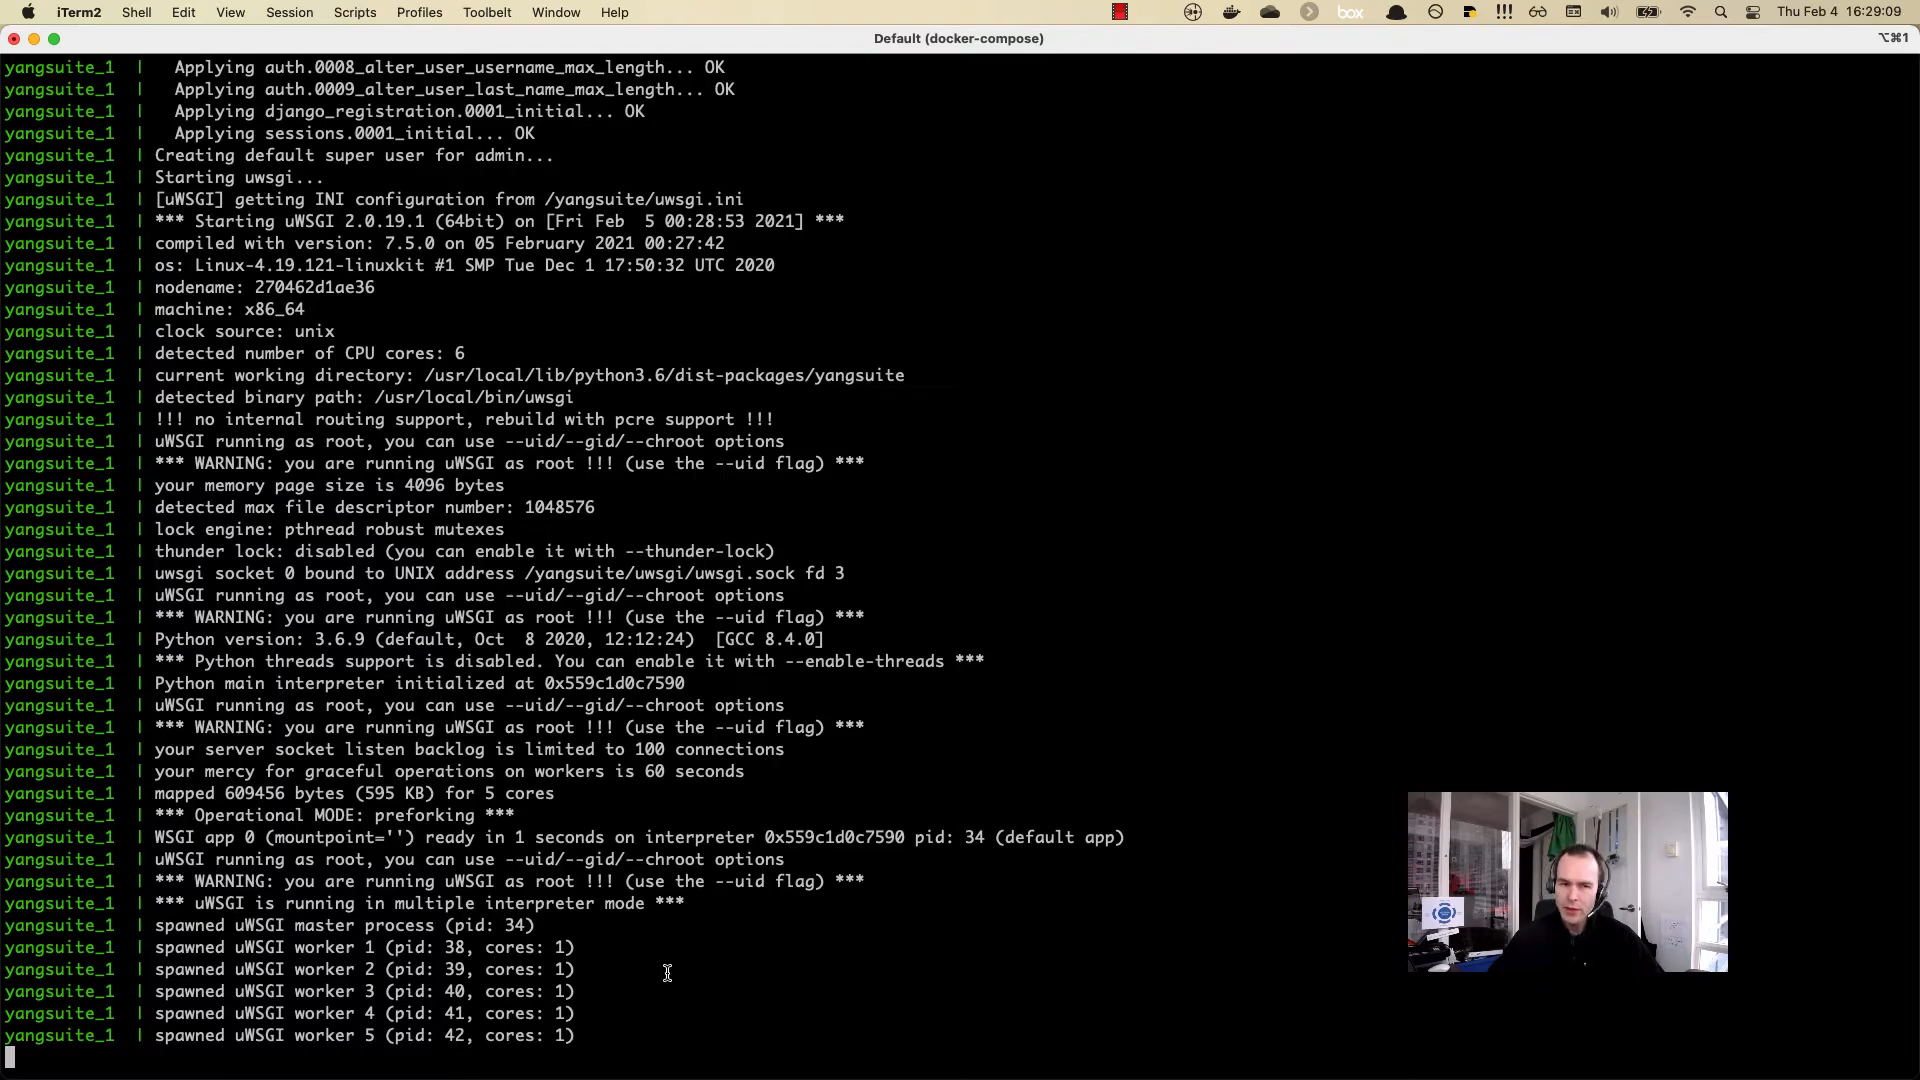 iTerm2 Shell Edit View Session Scripts Profiles Toolbelt Window Help box !!! Thu Feb 4 16:29:09
Default (docker-compose) ⌥⌘1
yangsuite_1 | Applying auth.0008_alter_user_username_max_length... OK
yangsuite_1 | Applying auth.0009_alter_user_last_name_max_length... OK
yangsuite_1 | Applying django_registration.0001_initial... OK
yangsuite_1 | Applying sessions.0001_initial... OK
yangsuite_1 | Creating default super user for admin...
yangsuite_1 | Starting uwsgi...
yangsuite_1 | [uWSGI] getting INI configuration from /yangsuite/uwsgi.ini
yangsuite_1 | *** Starting uWSGI 2.0.19.1 (64bit) on [Fri Feb  5 00:28:53 2021] ***
yangsuite_1 | compiled with version: 7.5.0 on 05 February 2021 00:27:42
yangsuite_1 | os: Linux-4.19.121-linuxkit #1 SMP Tue Dec 1 17:50:32 UTC 2020
yangsuite_1 | nodename: 270462d1ae36
yangsuite_1 | machine: x86_64
yangsuite_1 | clock source: unix
yangsuite_1 | detected number of CPU cores: 6
yangsuite_1 | current working directory: /usr/local/lib/python3.6/dist-packages/yangsuite
yangsuite_1 | detected binary path: /usr/local/bin/uwsgi
yangsuite_1 | !!! no internal routing support, rebuild with pcre support !!!
yangsuite_1 | uWSGI running as root, you can use --uid/--gid/--chroot options
yangsuite_1 | *** WARNING: you are running uWSGI as root !!! (use the --uid flag) ***
yangsuite_1 | your memory page size is 4096 bytes
yangsuite_1 | detected max file descriptor number: 1048576
yangsuite_1 | lock engine: pthread robust mutexes
yangsuite_1 | thunder lock: disabled (you can enable it with --thunder-lock)
yangsuite_1 | uwsgi socket 0 bound to UNIX address /yangsuite/uwsgi/uwsgi.sock fd 3
yangsuite_1 | uWSGI running as root, you can use --uid/--gid/--chroot options
yangsuite_1 | *** WARNING: you are running uWSGI as root !!! (use the --uid flag) ***
yangsuite_1 | Python version: 3.6.9 (default, Oct  8 2020, 12:12:24)  [GCC 8.4.0]
yangsuite_1 | *** Python threads support is disabled. You can enable it with --enable-threads ***
yangsuite_1 | Python main interpreter initialized at 0x559c1d0c7590
yangsuite_1 | uWSGI running as root, you can use --uid/--gid/--chroot options
yangsuite_1 | *** WARNING: you are running uWSGI as root !!! (use the --uid flag) ***
yangsuite_1 | your server socket listen backlog is limited to 100 connections
yangsuite_1 | your mercy for graceful operations on workers is 60 seconds
yangsuite_1 | mapped 609456 bytes (595 KB) for 5 cores
yangsuite_1 | *** Operational MODE: preforking ***
yangsuite_1 | WSGI app 0 (mountpoint='') ready in 1 seconds on interpreter 0x559c1d0c7590 pid: 34 (default app)
yangsuite_1 | uWSGI running as root, you can use --uid/--gid/--chroot options
yangsuite_1 | *** WARNING: you are running uWSGI as root !!! (use the --uid flag) ***
yangsuite_1 | *** uWSGI is running in multiple interpreter mode ***
yangsuite_1 | spawned uWSGI master process (pid: 34)
yangsuite_1 | spawned uWSGI worker 1 (pid: 38, cores: 1)
yangsuite_1 | spawned uWSGI worker 2 (pid: 39, cores: 1)
yangsuite_1 | spawned uWSGI worker 3 (pid: 40, cores: 1)
yangsuite_1 | spawned uWSGI worker 4 (pid: 41, cores: 1)
yangsuite_1 | spawned uWSGI worker 5 (pid: 42, cores: 1)